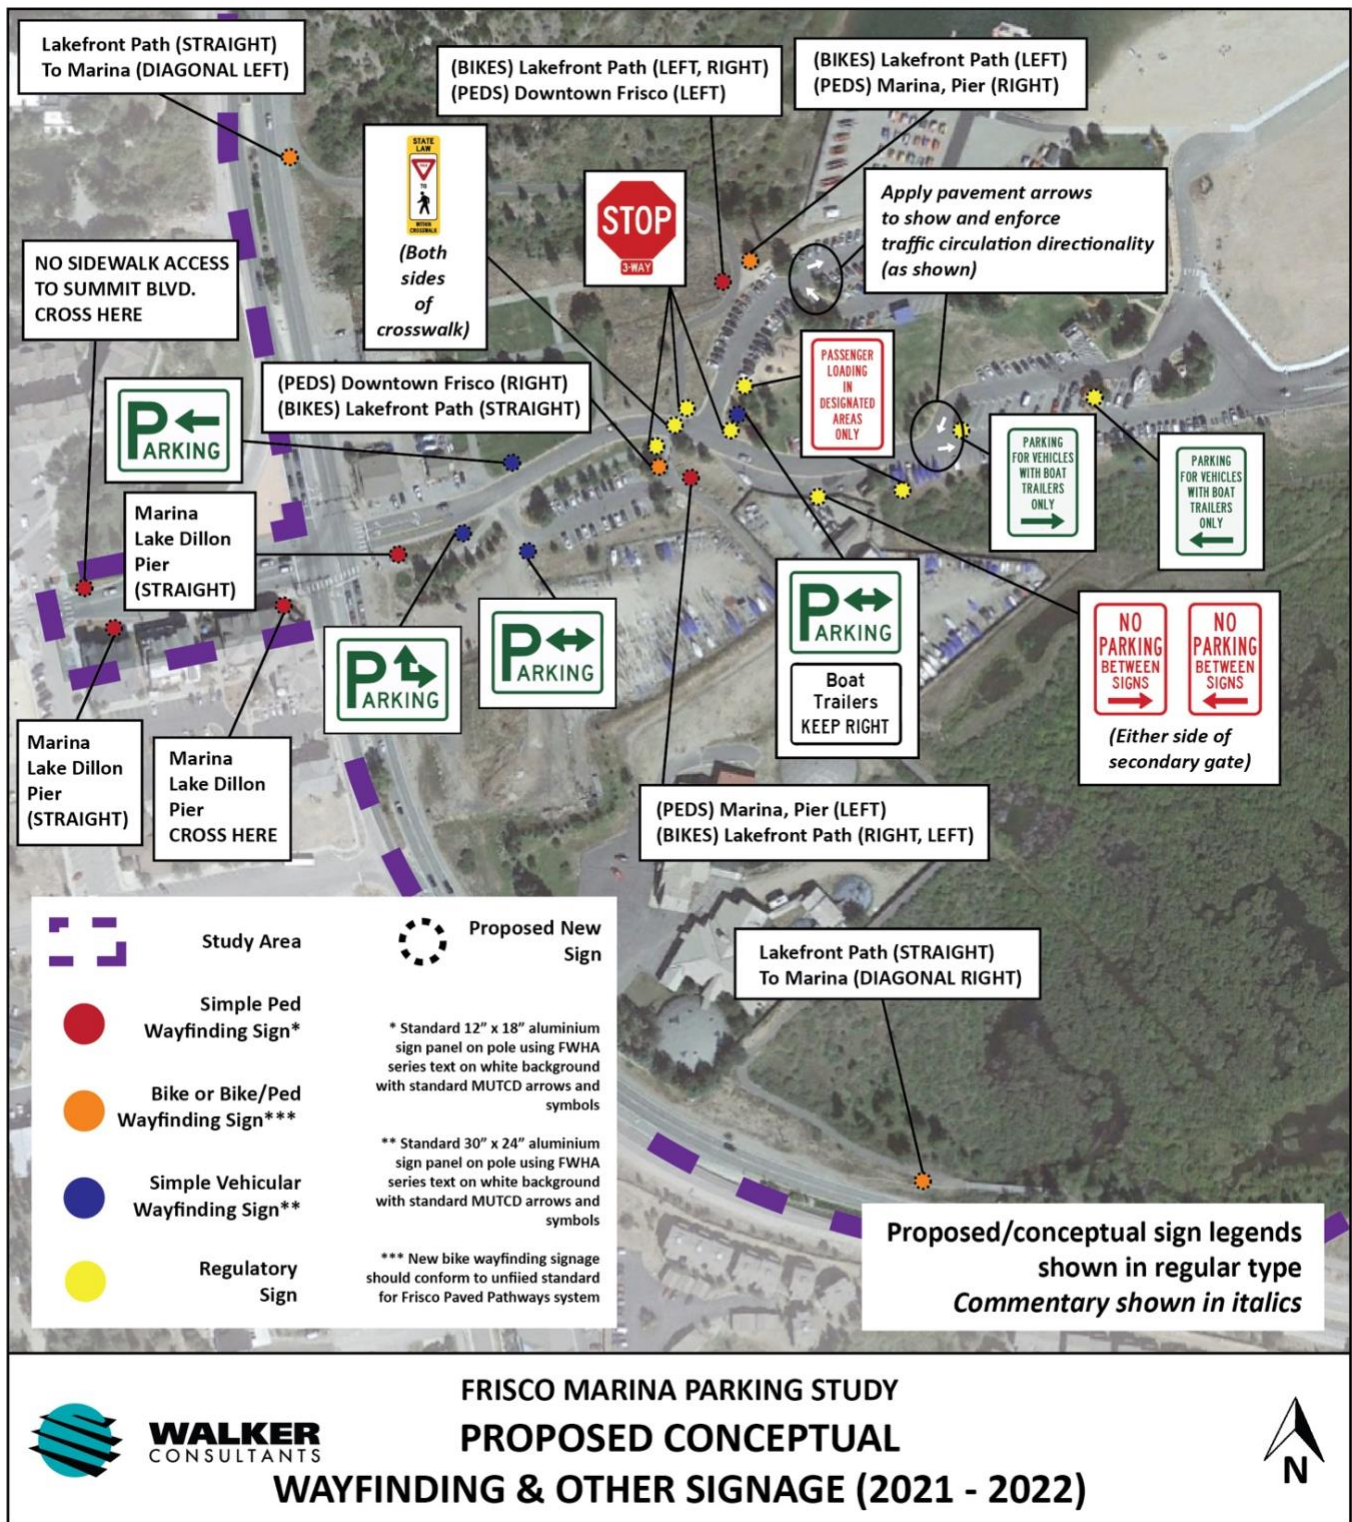 Lakefront Path (STRAIGHT)
To Marina (DIAGONAL LEFT)
(BIKES) Lakefront Path (LEFT, RIGHT)
(PEDS) Downtown Frisco (LEFT)
(BIKES) Lakefront Path (LEFT)
(PEDS) Marina, Pier (RIGHT)
STATE
LAW
TO
WITHIN
CROSSWALK
(Both
sides
of
crosswalk)
STOP
3-WAY
Apply pavement arrows
to show and enforce
traffic circulation directionality
(as shown)
NO SIDEWALK ACCESS
TO SUMMIT BLVD.
CROSS HERE
(PEDS) Downtown Frisco (RIGHT)
(BIKES) Lakefront Path (STRAIGHT)
PASSENGER
LOADING
IN
DESIGNATED
AREAS
ONLY
PARKING
PARKING
FOR VEHICLES
WITH BOAT
TRAILERS
ONLY
PARKING
FOR VEHICLES
WITH BOAT
TRAILERS
ONLY
Marina
Lake Dillon
Pier
(STRAIGHT)
PARKING
PARKING
PARKING
Boat
Trailers
KEEP RIGHT
NO
PARKING
BETWEEN
SIGNS
NO
PARKING
BETWEEN
SIGNS
(Either side of
secondary gate)
Marina
Lake Dillon
Pier
(STRAIGHT)
Marina
Lake Dillon
Pier
CROSS HERE
(PEDS) Marina, Pier (LEFT)
(BIKES) Lakefront Path (RIGHT, LEFT)
Lakefront Path (STRAIGHT)
To Marina (DIAGONAL RIGHT)
Study Area
Proposed New
Sign
Simple Ped
Wayfinding Sign*
Bike or Bike/Ped
Wayfinding Sign***
Simple Vehicular
Wayfinding Sign**
Regulatory
Sign
* Standard 12” x 18” aluminium
sign panel on pole using FWHA
series text on white background
with standard MUTCD arrows and
symbols
** Standard 30” x 24” aluminium
sign panel on pole using FWHA
series text on white background
with standard MUTCD arrows and
symbols
*** New bike wayfinding signage
should conform to unfiied standard
for Frisco Paved Pathways system
Proposed/conceptual sign legends
shown in regular type
Commentary shown in italics
WALKER
CONSULTANTS
FRISCO MARINA PARKING STUDY
PROPOSED CONCEPTUAL
WAYFINDING & OTHER SIGNAGE (2021 - 2022)
N